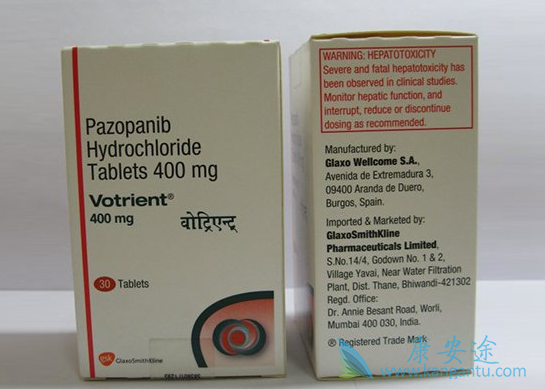 Pazopanib
Hydrochloride
Tablets 400 mg
Votrient®
400 mg
वोट्रिएन्ट्
30 Tablets
gsk GlaxoSmithKline
WARNING: HEPATOTOXICITY
Severe and fatal hepatotoxicity has
been observed in clinical studies.
Monitor hepatic function, and
interrupt, reduce or discontinue
dosing as recommended.
Manufactured by:
Glaxo Wellcome S.A.,
Avenida de Extremadura 3,
09400 Aranda de Duero,
Burgos, Spain.
Imported & Marketed by:
GlaxoSmithKline
Pharmaceuticals Limited,
S.No.14/4, Godown No. 1 & 2,
Village Yavai, Near Water Filtration
Plant, Dist. Thane, Bhiwandi-421302
Regd. Office:
Dr. Annie Besant Road, Worli,
Mumbai 400 030, India.
® Registered Trade Mark
康安途
www.kangantu.com